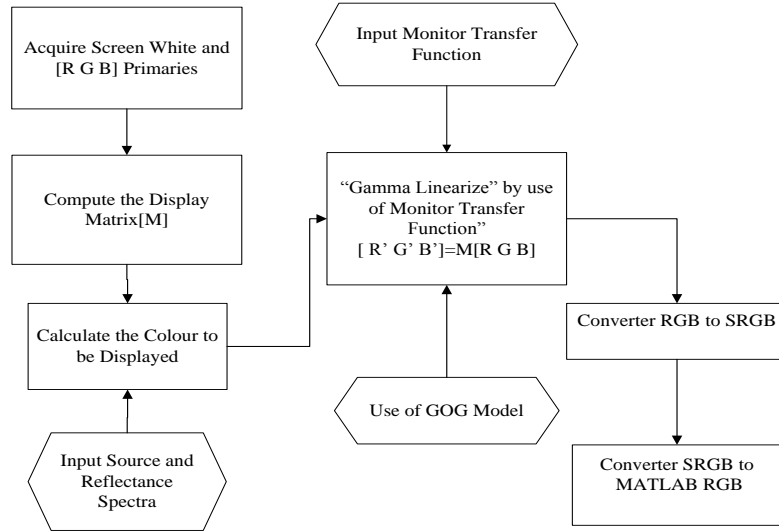 Acquire Screen White and
[R G B] Primaries
Compute the Display
Matrix[M]
Calculate the Colour to
be Displayed
Input Source and
Reflectance
Spectra
Input Monitor Transfer
Function
“Gamma Linearize” by use
of Monitor Transfer
Function”
[ R’ G’ B’]=M[R G B]
Use of GOG Model
Converter RGB to SRGB
Converter SRGB to
MATLAB RGB